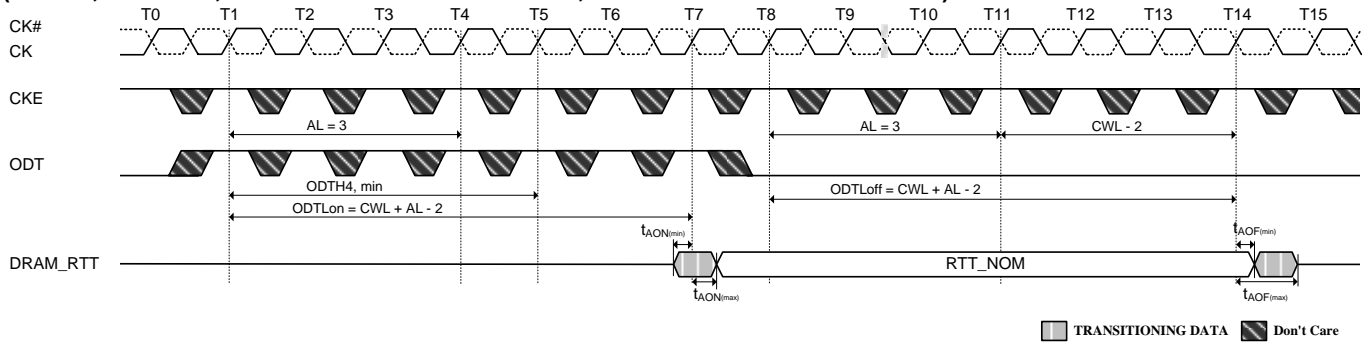 T0 T1 T2 T3 T4 T5 T6 T7 T8 T9 T10 T11 T12 T13 T14 T15
CK#
CK
CKE
AL = 3 AL = 3 CWL - 2
ODT
ODTH4, min ODTLoff = CWL + AL - 2
ODTLon = CWL + AL - 2
tAON(min) tAOF(min)
DRAM_RTT RTT_NOM
tAON(max) tAOF(max)
TRANSITIONING DATA Don't Care